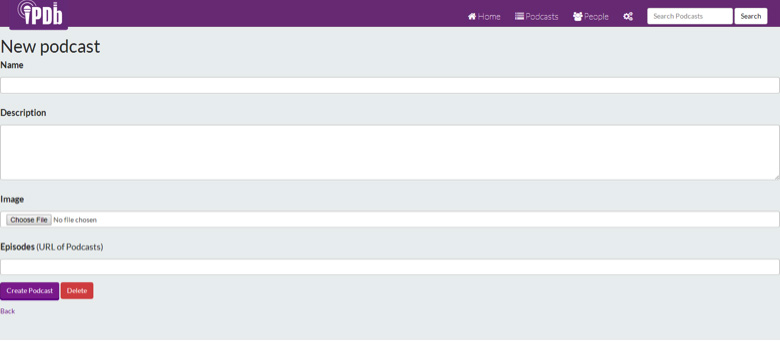 iPDb
Home Podcasts People Search Podcasts Search
New podcast
Name
Description
Image
Choose File No file chosen
Episodes (URL of Podcasts)
Create Podcast Delete
Back